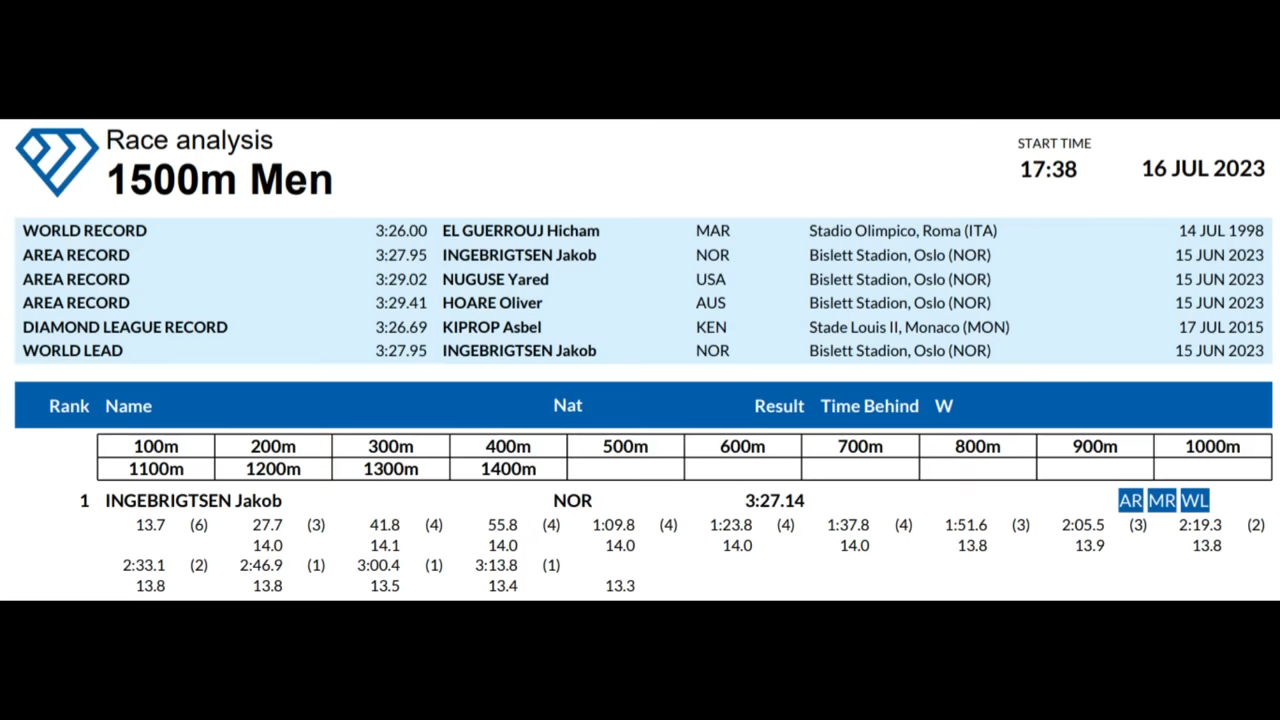 Race analysis
1500m Men
START TIME
17:38 16 JUL 2023
WORLD RECORD 3:26.00 EL GUERROUJ Hicham MAR Stadio Olimpico, Roma (ITA) 14 JUL 1998
AREA RECORD 3:27.95 INGEBRIGTSEN Jakob NOR Bislett Stadion, Oslo (NOR) 15 JUN 2023
AREA RECORD 3:29.02 NUGUSE Yared USA Bislett Stadion, Oslo (NOR) 15 JUN 2023
AREA RECORD 3:29.41 HOARE Oliver AUS Bislett Stadion, Oslo (NOR) 15 JUN 2023
DIAMOND LEAGUE RECORD 3:26.69 KIPROP Asbel KEN Stade Louis II, Monaco (MON) 17 JUL 2015
WORLD LEAD 3:27.95 INGEBRIGTSEN Jakob NOR Bislett Stadion, Oslo (NOR) 15 JUN 2023
Rank Name Nat Result Time Behind W
100m 200m 300m 400m 500m 600m 700m 800m 900m 1000m
1100m 1200m 1300m 1400m
1 INGEBRIGTSEN Jakob NOR 3:27.14 AR MR WL
13.7 (6) 27.7 (3) 41.8 (4) 55.8 (4) 1:09.8 (4) 1:23.8 (4) 1:37.8 (4) 1:51.6 (3) 2:05.5 (3) 2:19.3 (2)
14.0 14.1 14.0 14.0 14.0 14.0 13.8 13.9 13.8
2:33.1 (2) 2:46.9 (1) 3:00.4 (1) 3:13.8 (1)
13.8 13.8 13.5 13.4 13.3